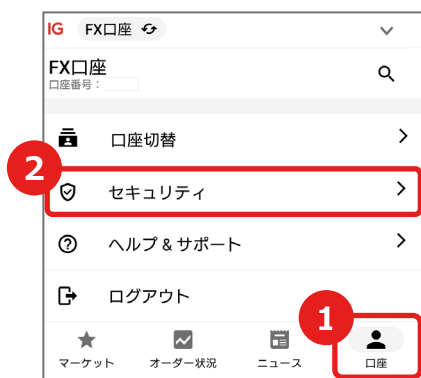 IG FX口座
FX口座
口座番号：
口座切替
2
セキュリティ
ヘルプ & サポート
ログアウト
1
マーケット オーダー状況 ニュース 口座